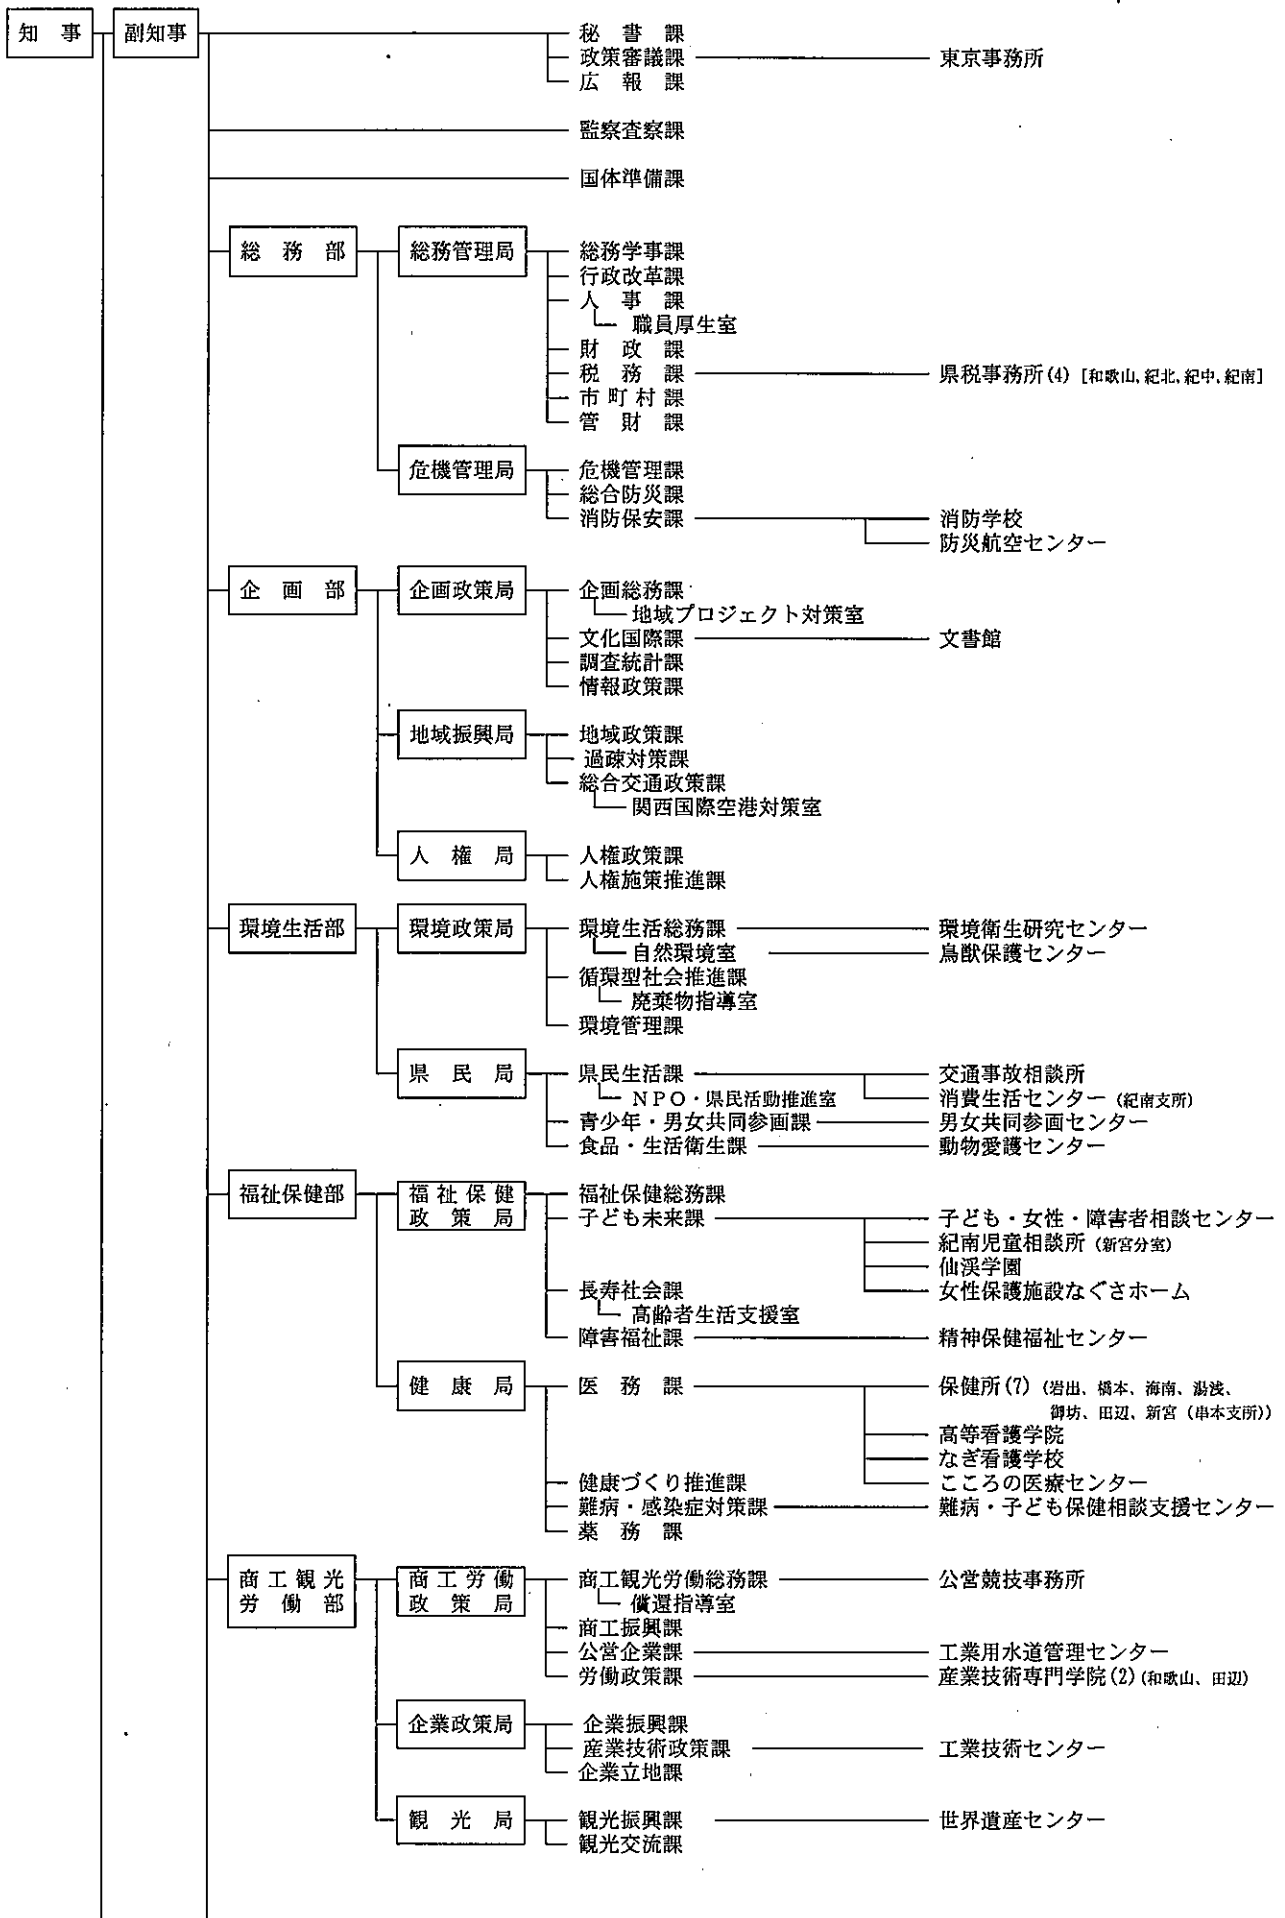 知事 副知事 秘書課
政策審議課 東京事務所
広報課
監察査察課
国体準備課
総務部 総務管理局 総務学事課
行政改革課
人事課
職員厚生室
財政課
税務課 県税事務所(4) [和歌山,紀北,紀中,紀南]
市町村課
管財課
危機管理局 危機管理課
総合防災課
消防保安課 消防学校
防災航空センター
企画部 企画政策局 企画総務課
地域プロジェクト対策室
文化国際課 文書館
調査統計課
情報政策課
地域振興局 地域政策課
過疎対策課
総合交通政策課
関西国際空港対策室
人権局 人権政策課
人権施策推進課
環境生活部 環境政策局 環境生活総務課 環境衛生研究センター
自然環境室 鳥獣保護センター
循環型社会推進課
廃棄物指導室
環境管理課
県民局 県民生活課 交通事故相談所
NPO・県民活動推進室 消費生活センター (紀南支所)
青少年・男女共同参画課 男女共同参画センター
食品・生活衛生課 動物愛護センター
福祉保健部 福祉保健政策局 福祉保健総務課
子ども未来課 子ども・女性・障害者相談センター
紀南児童相談所 (新宮分室)
仙渓学園
長寿社会課 女性保護施設なぐさホーム
高齢者生活支援室
障害福祉課 精神保健福祉センター
健康局 医務課 保健所(7) (岩出、橋本、海南、湯浅、
御坊、田辺、新宮 (串本支所))
高等看護学院
なぎ看護学校
健康づくり推進課 こころの医療センター
難病・感染症対策課 難病・子ども保健相談支援センター
薬務課
商工観光労働部 商工労働政策局 商工観光労働総務課 公営競技事務所
償還指導室
商工振興課
公営企業課 工業用水道管理センター
労働政策課 産業技術専門学院(2) (和歌山、田辺)
企業政策局 企業振興課
産業技術政策課 工業技術センター
企業立地課
観光局 観光振興課 世界遺産センター
観光交流課